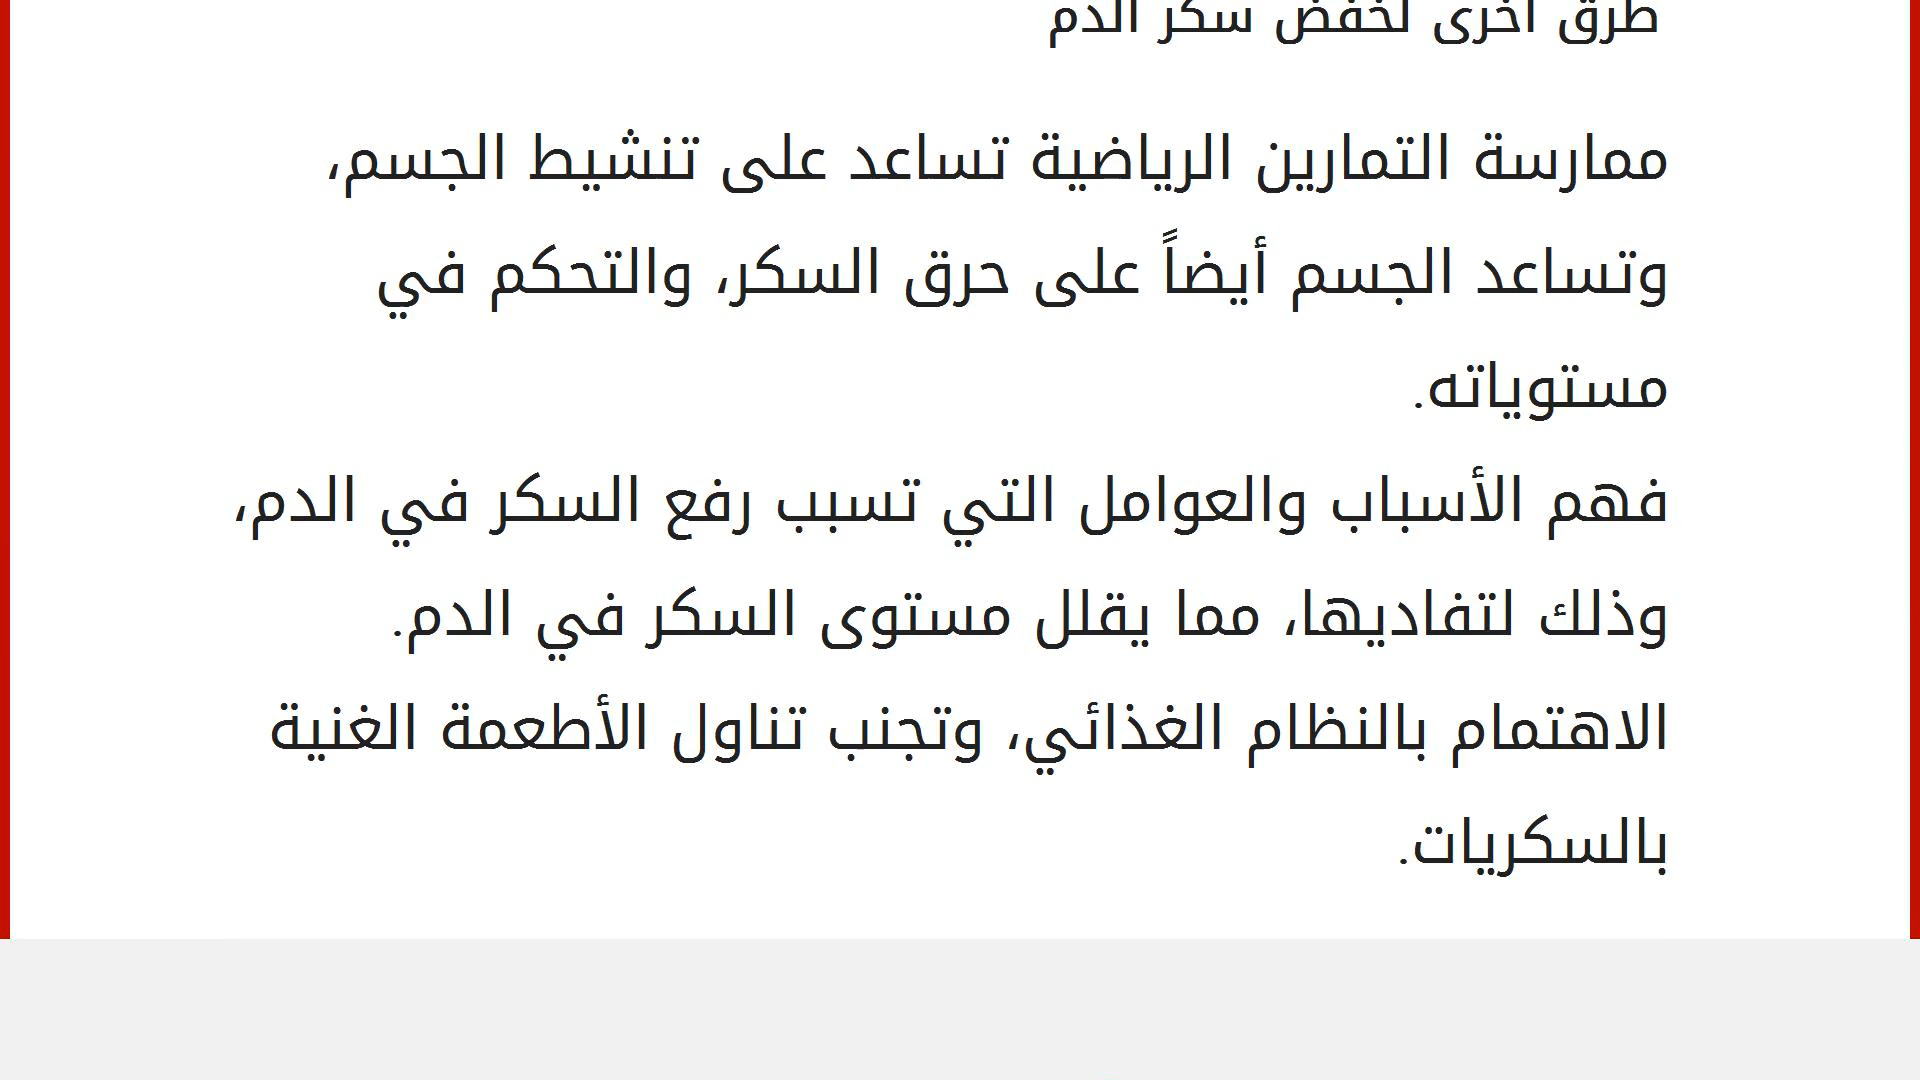 طرق أخرى لخفض سكر الدم
ممارسة التمارين الرياضية تساعد على تنشيط الجسم،
وتساعد الجسم أيضاً على حرق السكر، والتحكم في
مستوياته.
فهم الأسباب والعوامل التي تسبب رفع السكر في الدم،
وذلك لتفاديها، مما يقلل مستوى السكر في الدم.
الاهتمام بالنظام الغذائي، وتجنب تناول الأطعمة الغنية
بالسكريات.